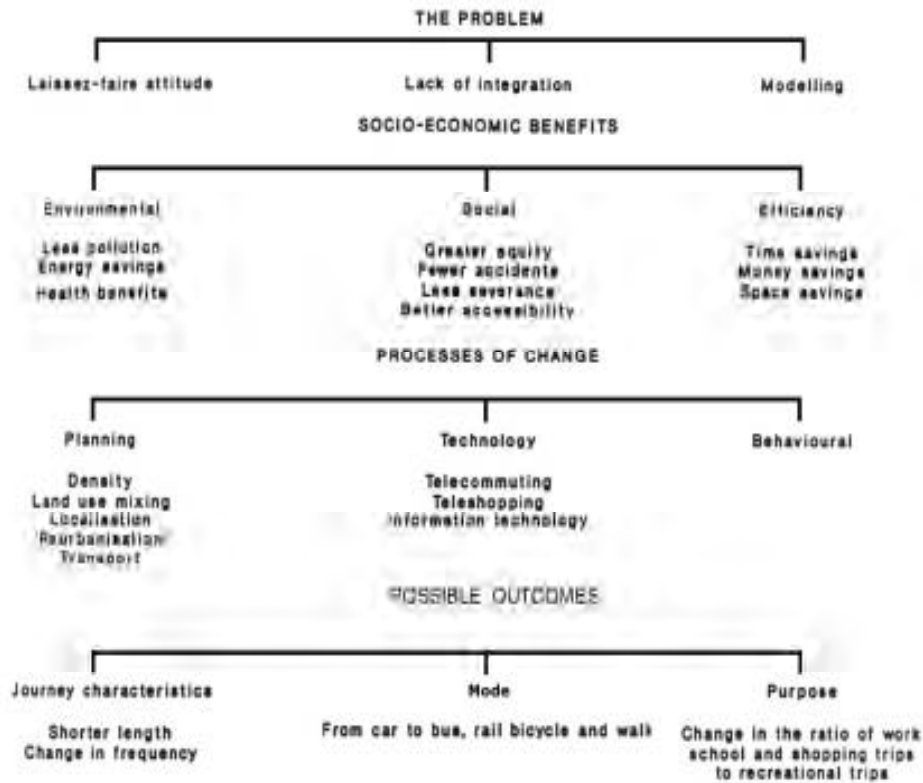 THE PROBLEM
Laissez-faire attitude
Lack of integration
Modelling
SOCIO-ECONOMIC BENEFITS
Environmental
Social
Efficiency
Less pollution
Energy savings
Health benefits
Greater equity
Fewer accidents
Less severance
Better accessibility
Time savings
Money savings
Space savings
PROCESSES OF CHANGE
Planning
Technology
Behavioural
Density
Land use mixing
Localisation
Reurbanisation
Transport
Telecommuting
Teleshopping
Information technology
POSSIBLE OUTCOMES
Journey characteristics
Mode
Purpose
Shorter length
Change in frequency
From car to bus, rail bicycle and walk
Change in the ratio of work
school and shopping trips
to recreational trips